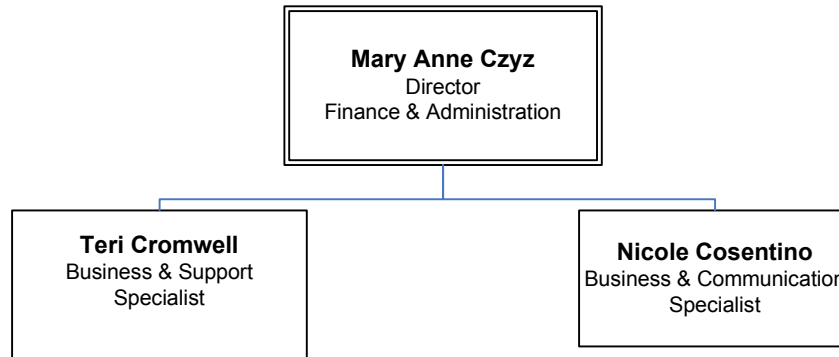 Mary Anne Czyz
Director
Finance & Administration
Teri Cromwell
Business & Support
Specialist
Nicole Cosentino
Business & Communication
Specialist